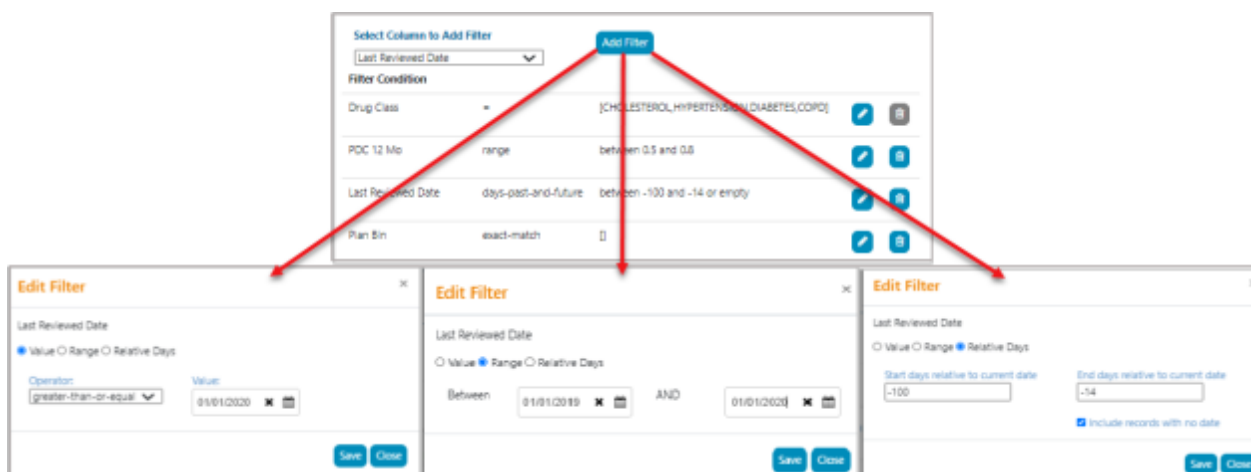 Select Column to Add Filter
Add Filter
Last Reviewed Date
Filter Condition
Drug Class = [CHOLESTEROL,HYPERTENSION,DIABETES,COPD]
PDC 12 Mo range between 0.5 and 0.8
Last Reviewed Date days-past-and-future between -100 and -14 or empty
Plan Bin exact-match []
Edit Filter ×
Last Reviewed Date
Value Range Relative Days
Operator: Value:
greater-than-or-equal 01/01/2020
Save Close
Edit Filter ×
Last Reviewed Date
Value Range Relative Days
Between 01/01/2019 AND 01/01/2020
Save Close
Edit Filter
Last Reviewed Date
Value Range Relative Days
Start days relative to current date End days relative to current date
-100 -14
Include records with no date
Save Close